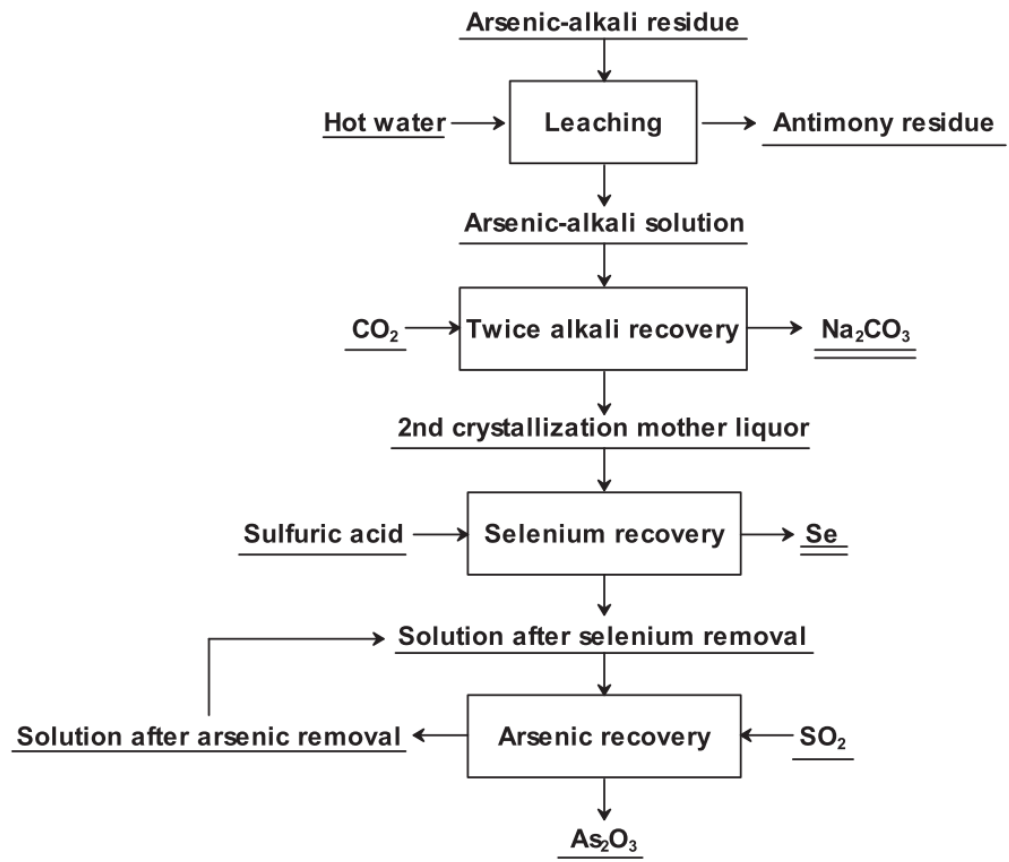 Arsenic-alkali residue
Hot water
Leaching
Antimony residue
Arsenic-alkali solution
CO₂
Twice alkali recovery
Na₂CO₃
2nd crystallization mother liquor
Sulfuric acid
Selenium recovery
Se
Solution after selenium removal
Solution after arsenic removal
Arsenic recovery
SO₂
As₂O₃